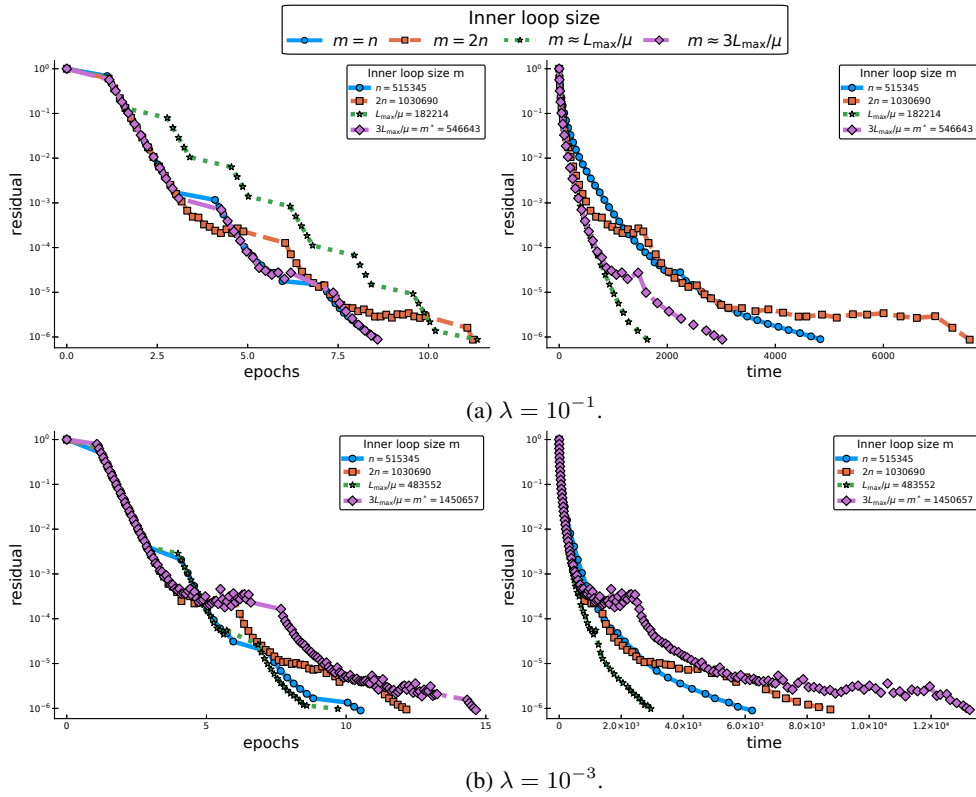 Inner loop size
m = n m = 2n m ≈ L_max/μ m ≈ 3L_max/μ
10⁰
10⁻¹
10⁻²
10⁻³
10⁻⁴
10⁻⁵
10⁻⁶
residual
Inner loop size m
n = 515345
2n = 1030690
L_max/μ = 182214
3L_max/μ = m* = 546643
0.0 2.5 5.0 7.5 10.0
epochs
10⁰
10⁻¹
10⁻²
10⁻³
10⁻⁴
10⁻⁵
10⁻⁶
residual
Inner loop size m
n = 515345
2n = 1030690
L_max/μ = 182214
3L_max/μ = m* = 546643
0 2000 4000 6000
time
(a) λ = 10⁻¹.
10⁰
10⁻¹
10⁻²
10⁻³
10⁻⁴
10⁻⁵
10⁻⁶
residual
Inner loop size m
n = 515345
2n = 1030690
L_max/μ = 483552
3L_max/μ = m* = 1450657
0 5 10 15
epochs
10⁰
10⁻¹
10⁻²
10⁻³
10⁻⁴
10⁻⁵
10⁻⁶
residual
Inner loop size m
n = 515345
2n = 1030690
L_max/μ = 483552
3L_max/μ = m* = 1450657
0 2.0×10³ 4.0×10³ 6.0×10³ 8.0×10³ 1.0×10⁴ 1.2×10⁴
time
(b) λ = 10⁻³.